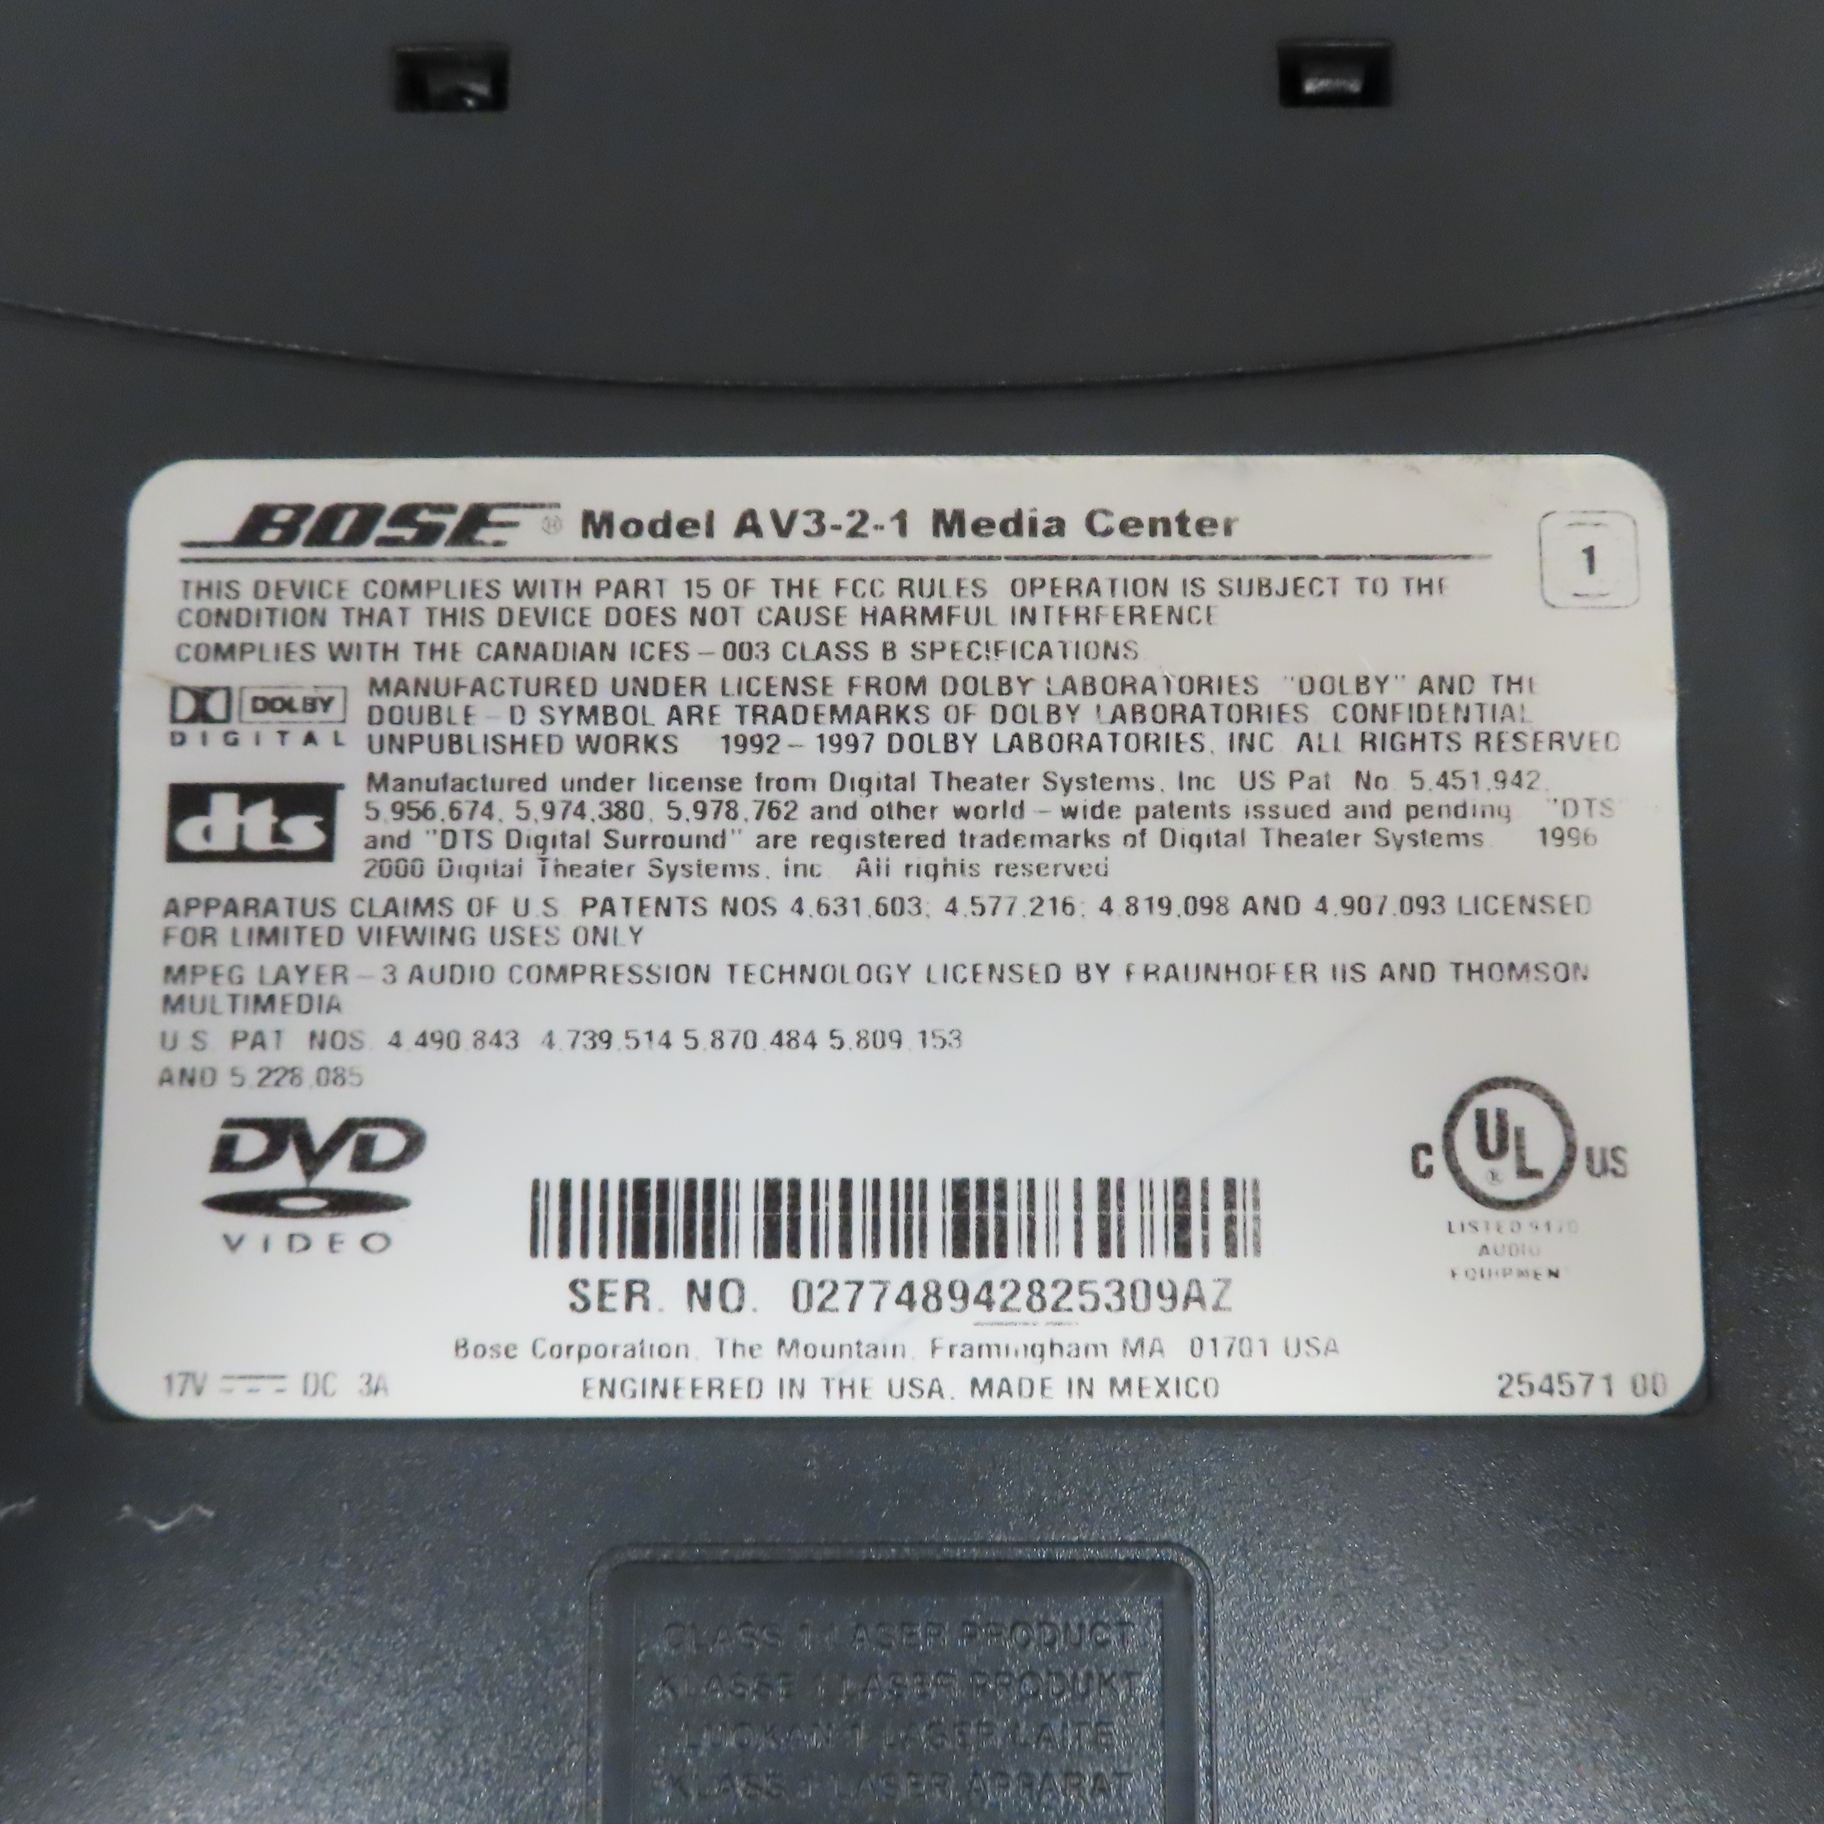 BOSE® Model AV3-2-1 Media Center
1
THIS DEVICE COMPLIES WITH PART 15 OF THE FCC RULES OPERATION IS SUBJECT TO THE
CONDITION THAT THIS DEVICE DOES NOT CAUSE HARMFUL INTERFERENCE
COMPLIES WITH THE CANADIAN ICES-003 CLASS B SPECIFICATIONS
DOLBY
DIGITAL
MANUFACTURED UNDER LICENSE FROM DOLBY LABORATORIES "DOLBY" AND THE
DOUBLE-D SYMBOL ARE TRADEMARKS OF DOLBY LABORATORIES CONFIDENTIAL
UNPUBLISHED WORKS 1992-1997 DOLBY LABORATORIES, INC ALL RIGHTS RESERVED
dts
Manufactured under license from Digital Theater Systems, Inc US Pat No. 5,451,942,
5,956,674, 5,974,380, 5,978,762 and other world-wide patents issued and pending "DTS"
and "DTS Digital Surround" are registered trademarks of Digital Theater Systems 1996
2000 Digital Theater Systems, Inc All rights reserved
APPARATUS CLAIMS OF U.S PATENTS NOS 4,631,603; 4,577,216; 4,819,098 AND 4,907,093 LICENSED
FOR LIMITED VIEWING USES ONLY
MPEG LAYER-3 AUDIO COMPRESSION TECHNOLOGY LICENSED BY FRAUNHOFER IIS AND THOMSON
MULTIMEDIA
U S PAT NOS 4,490,843 4,739,514 5,870,484 5,809,153
AND 5,228,085
DVD
VIDEO
C UL® US
LISTED 9170
AUDIO
EQUIPMENT
SER. NO. 027748942825309AZ
Bose Corporation, The Mountain, Framingham MA 01701 USA
17V DC 3A
ENGINEERED IN THE USA. MADE IN MEXICO
254571 00
CLASS 1 LASER PRODUCT
KLASSE 1 LASER PRODUKT
LUOKAN 1 LASER LAITE
KLASS 1 LASER APPARAT